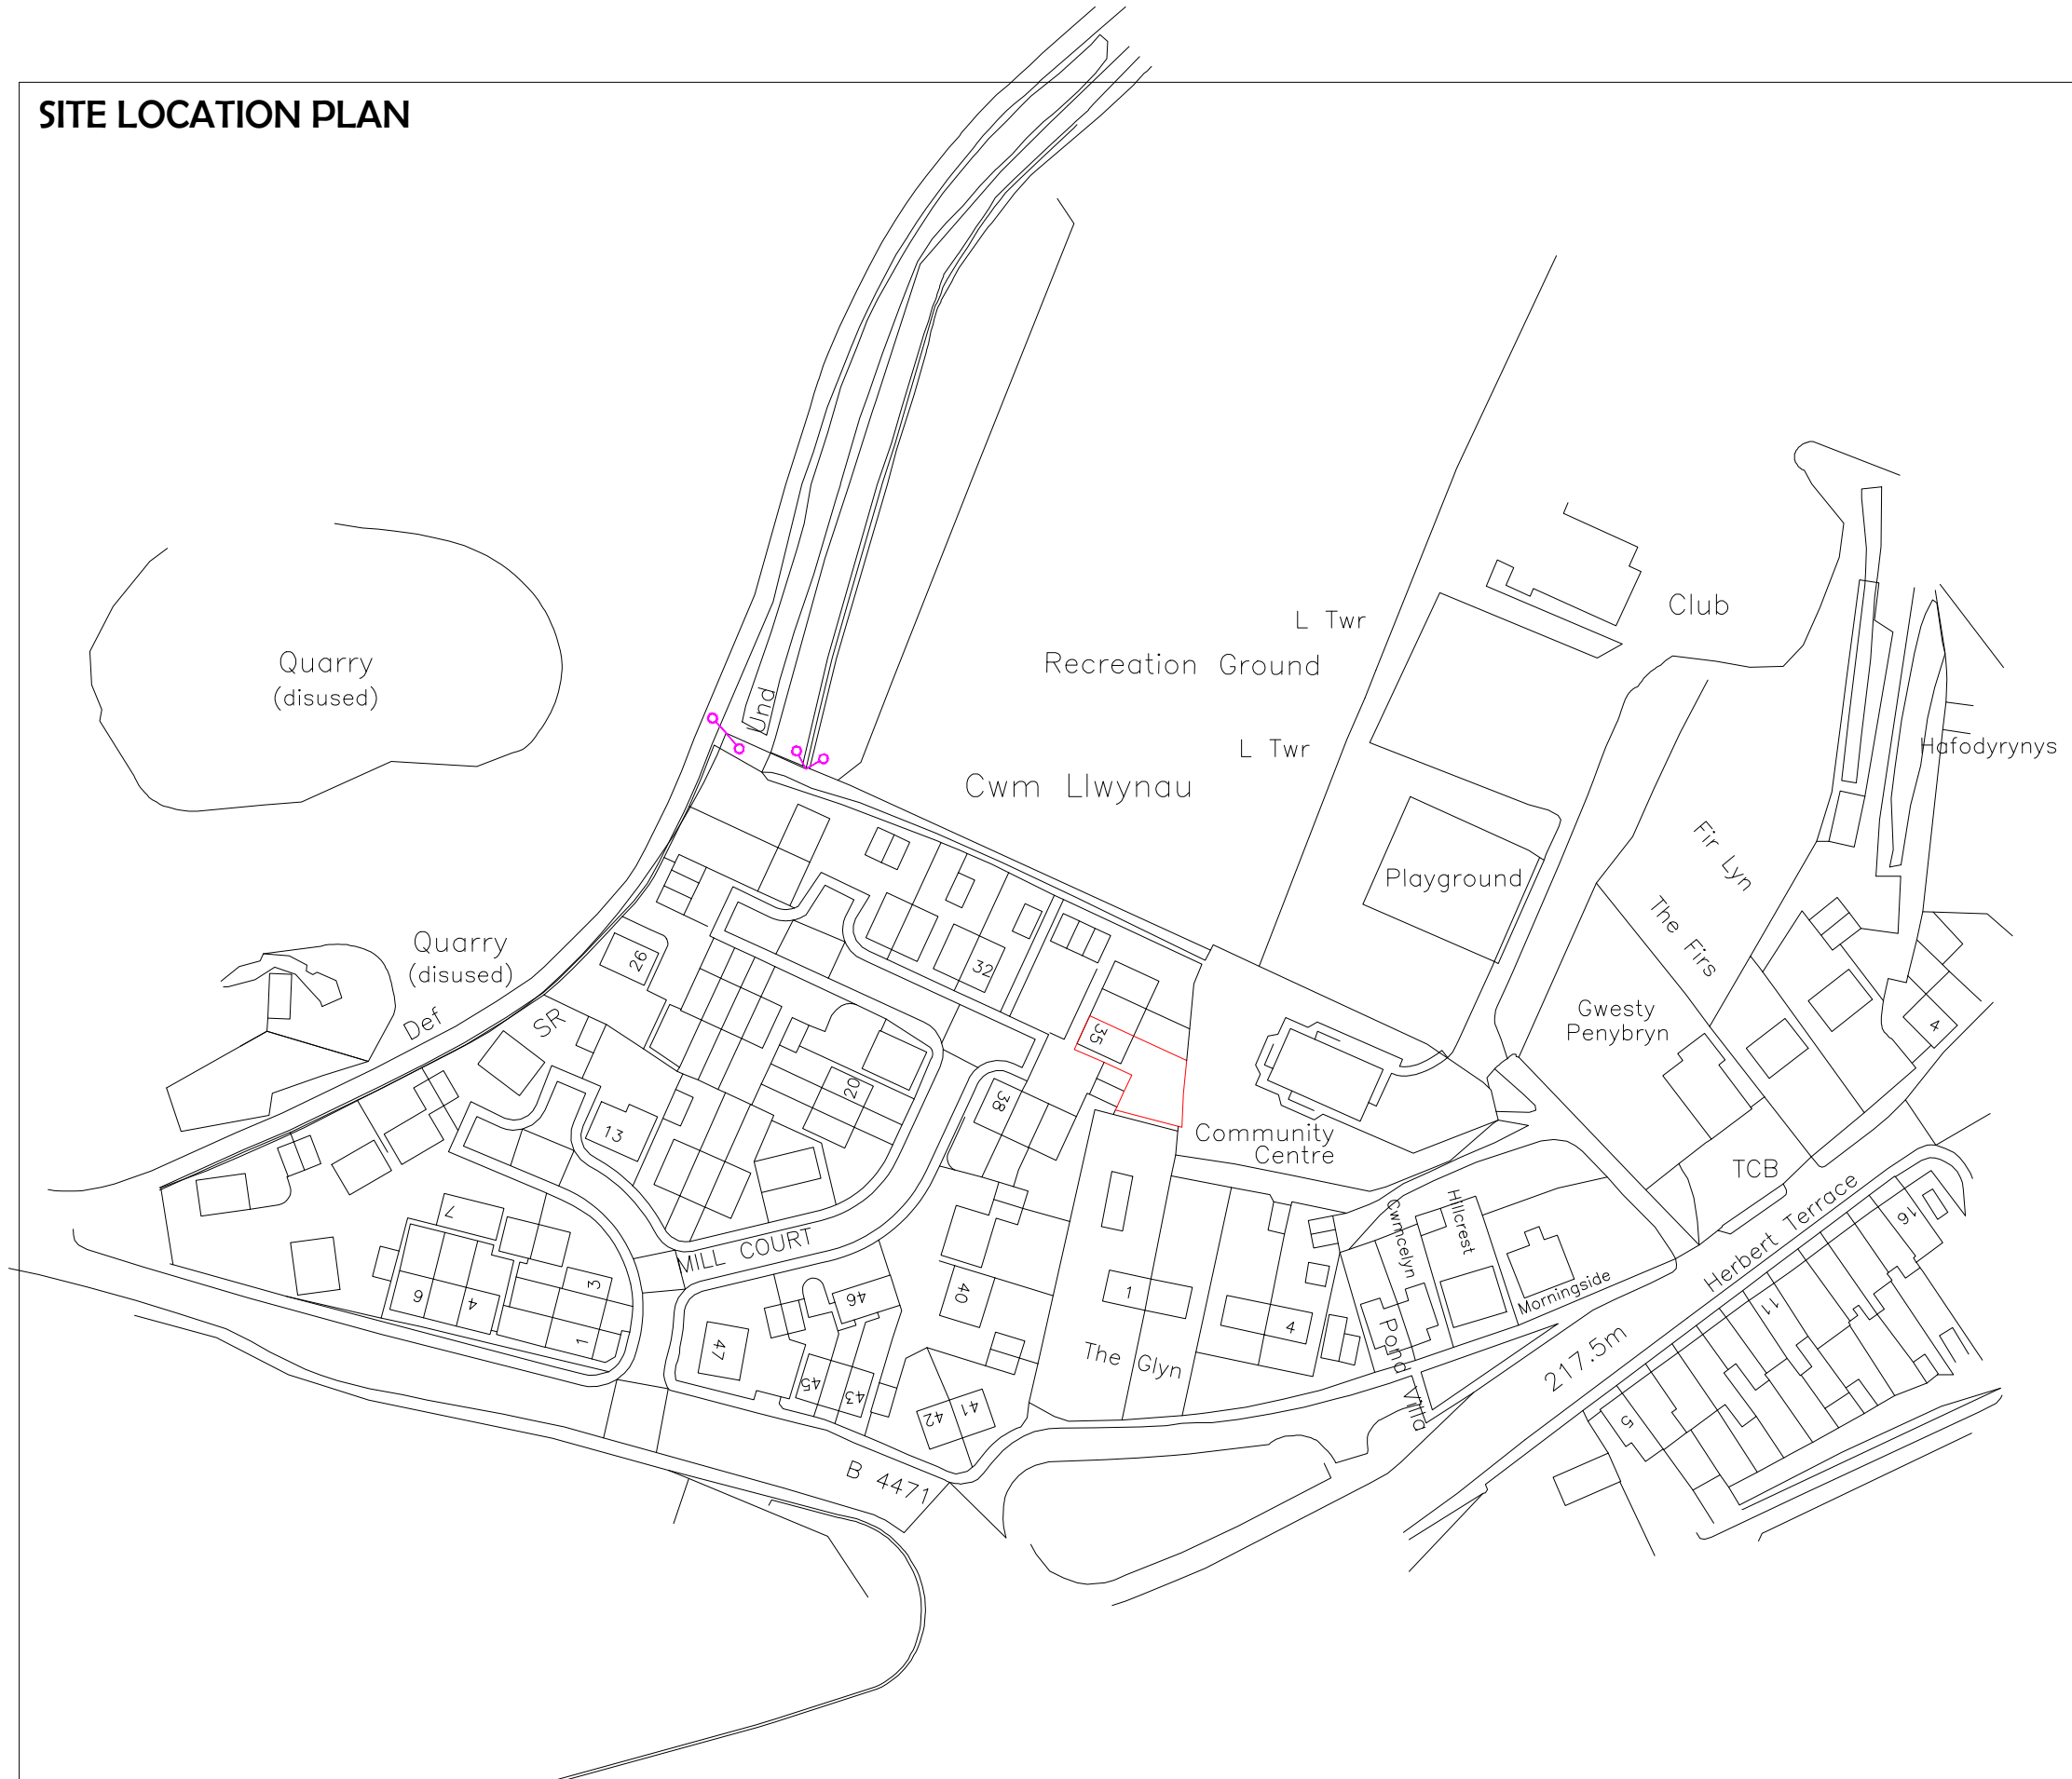 SITE LOCATION PLAN
Quarry
(disused)
Und
L Twr
Recreation Ground
L Twr
Cwm Llwynau
Club
Hafodyrynys
Playground
Fir Lyn
The Firs
Quarry
(disused)
Def
SR
26
32
35
Gwesty
Penybryn
4
20
38
13
Community
Centre
TCB
Herbert Terrace
16
7
MILL COURT
Cwmcelyn
Hillcrest
Morningside
6
4
3
1
46
40
1
4
11
47
45
43
The Glyn
Pond Villa
217.5m
42
41
5
B 4471